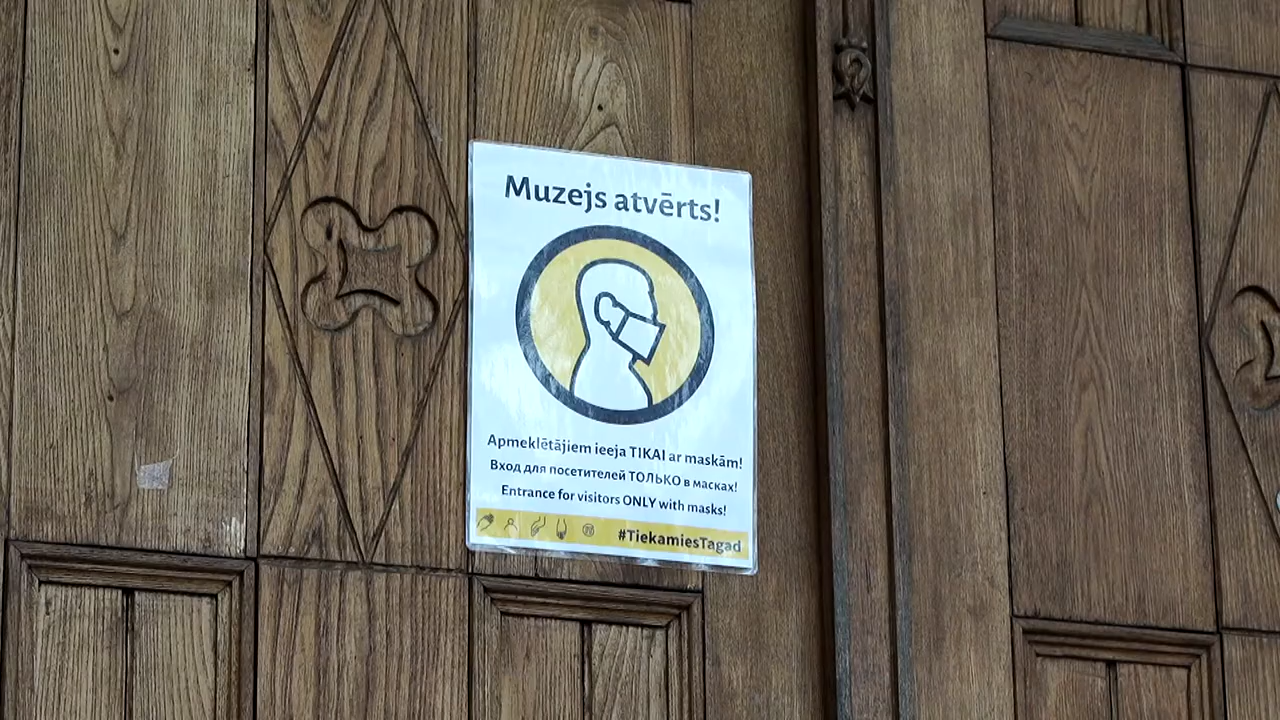 Muzejs atvērts!
Apmeklētājiem ieeja TIKAI ar maskām!
Вход для посетителей ТОЛЬКО в масках!
Entrance for visitors ONLY with masks!
#TiekamiesTagad